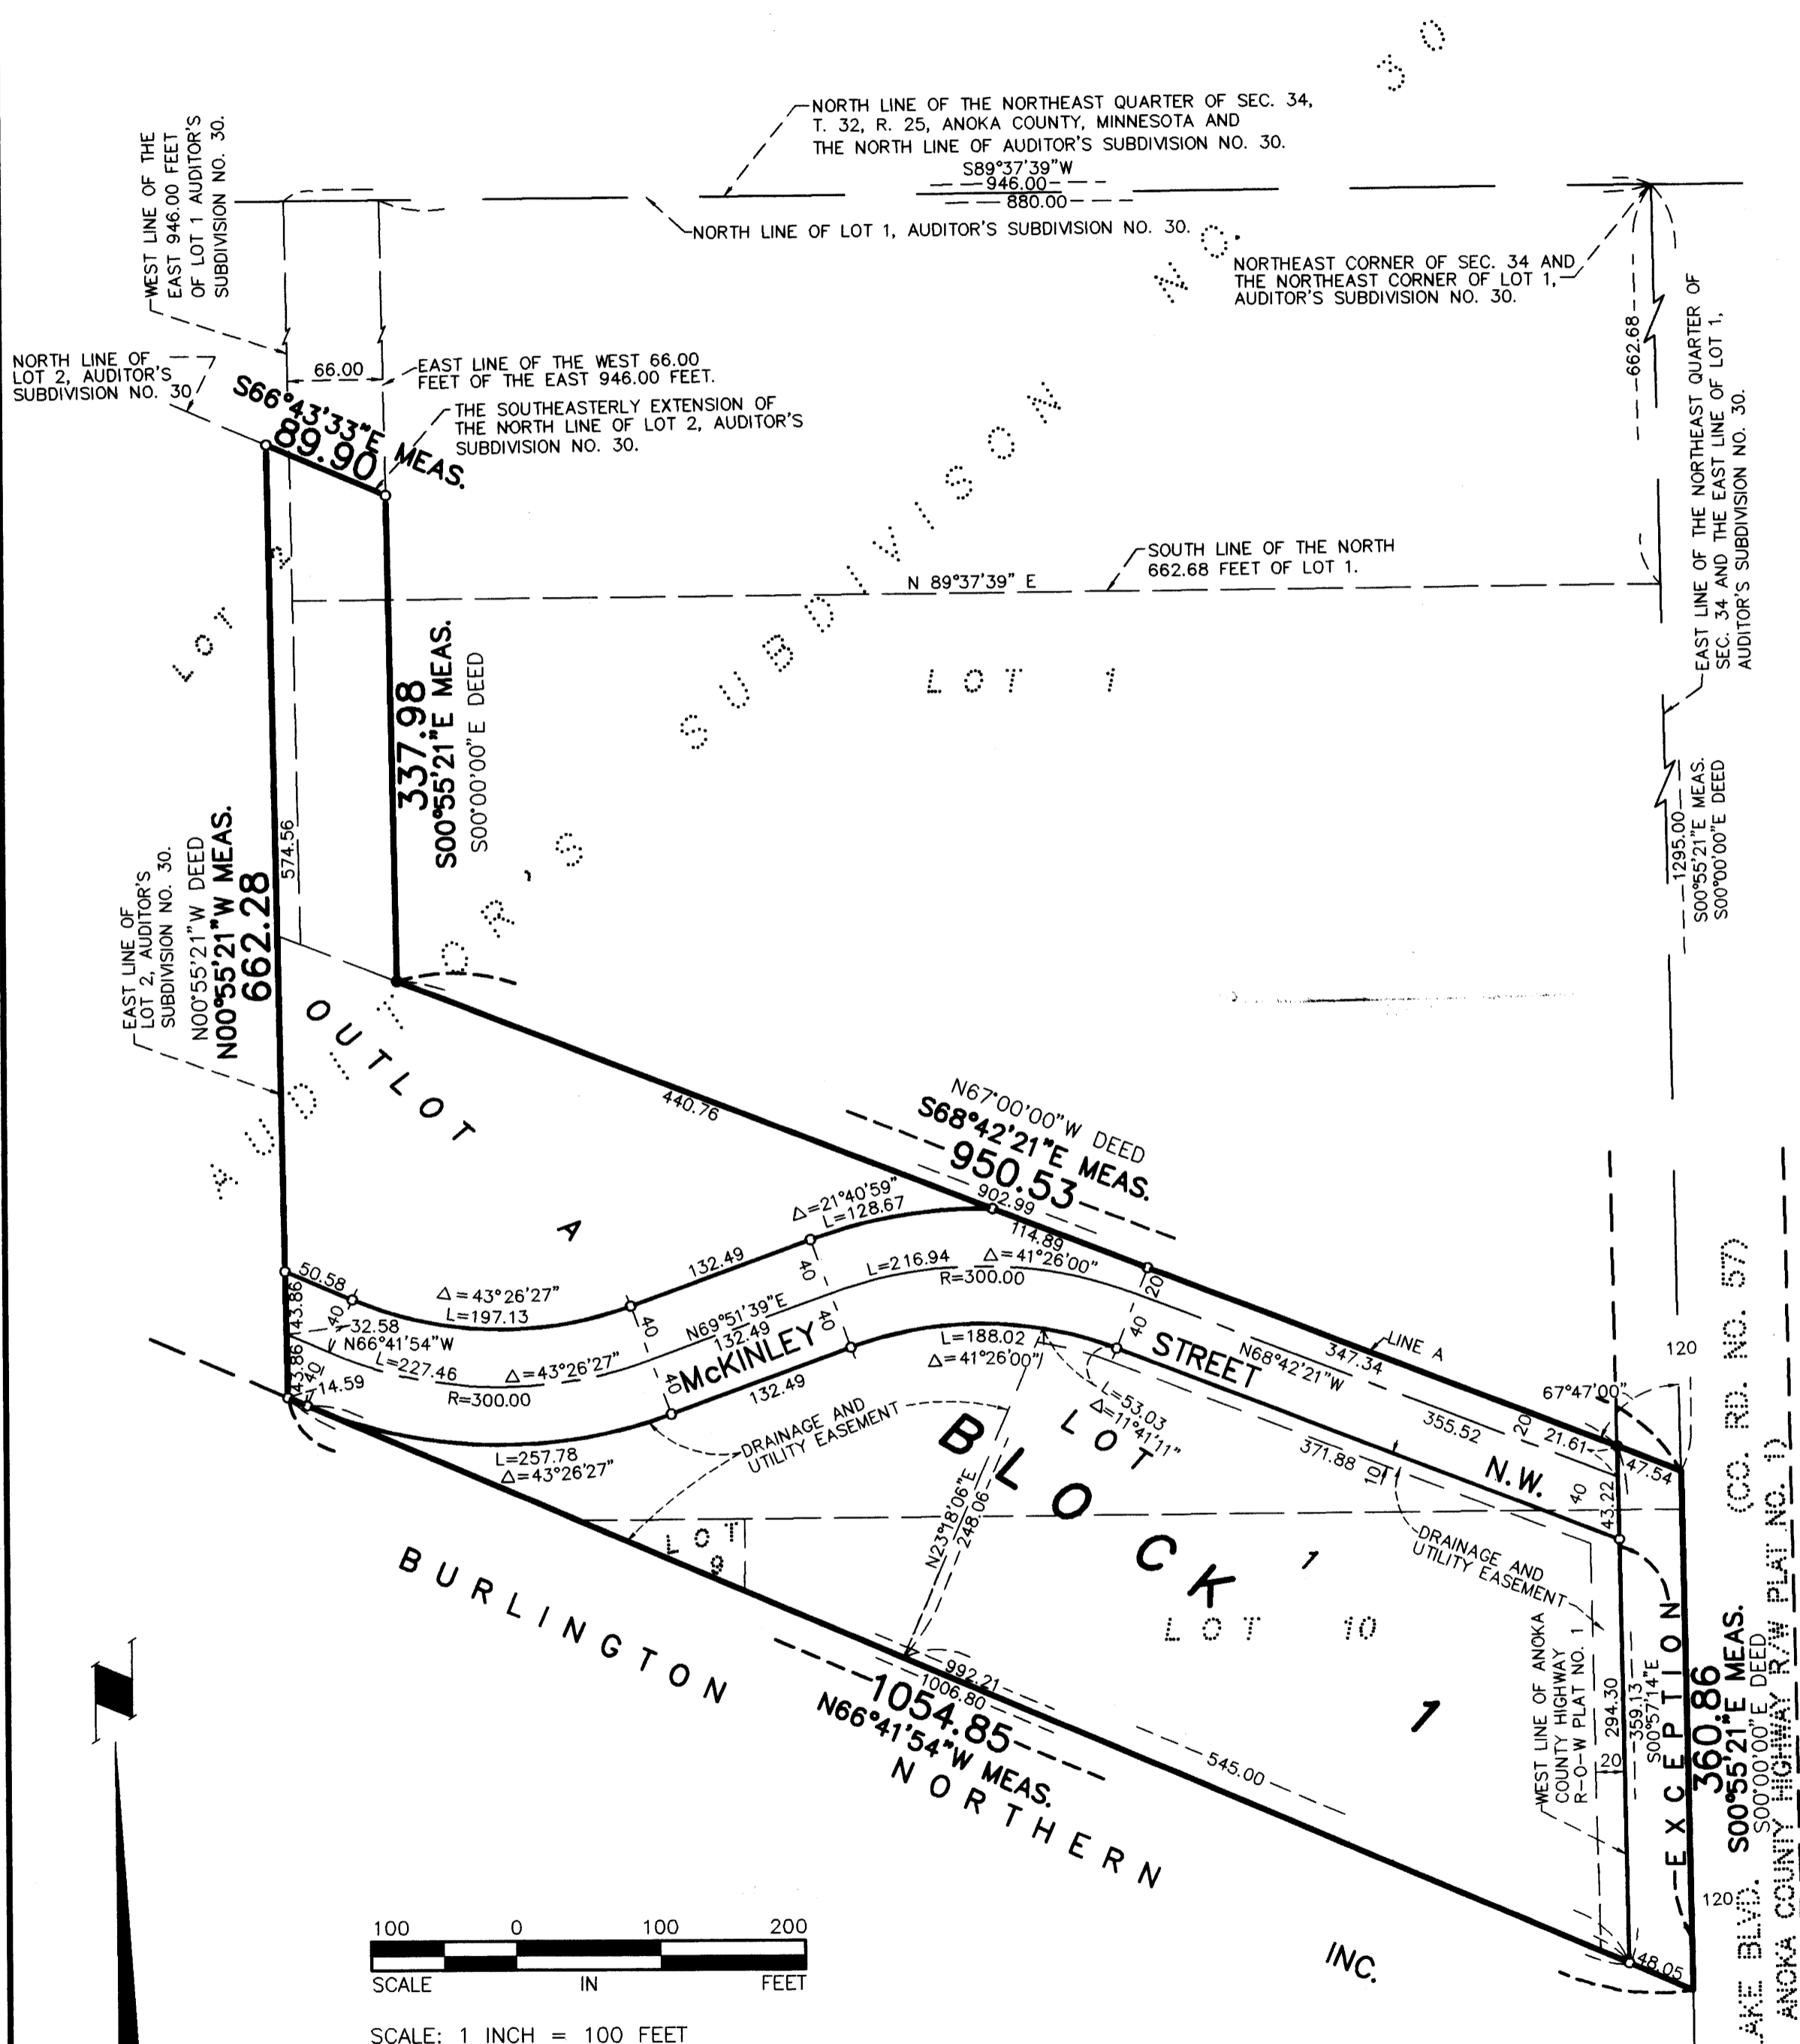 3 0
NORTH LINE OF THE NORTHEAST QUARTER OF SEC. 34,
T. 32, R. 25, ANOKA COUNTY, MINNESOTA AND
THE NORTH LINE OF AUDITOR'S SUBDIVISION NO. 30.
S89°37'39"W
946.00
880.00
NORTH LINE OF LOT 1, AUDITOR'S SUBDIVISION NO. 30.
WEST LINE OF THE
EAST 946.00 FEET
OF LOT 1 AUDITOR'S
SUBDIVISION NO. 30.
N O.
NORTHEAST CORNER OF SEC. 34 AND
THE NORTHEAST CORNER OF LOT 1,
AUDITOR'S SUBDIVISION NO. 30.
662.68
EAST LINE OF THE NORTHEAST QUARTER OF
SEC. 34 AND THE EAST LINE OF LOT 1,
AUDITOR'S SUBDIVISION NO. 30.
NORTH LINE OF
LOT 2, AUDITOR'S
SUBDIVISION NO. 30
66.00
EAST LINE OF THE WEST 66.00
FEET OF THE EAST 946.00 FEET.
S66°43'33"E MEAS.
89.90
THE SOUTHEASTERLY EXTENSION OF
THE NORTH LINE OF LOT 2, AUDITOR'S
SUBDIVISION NO. 30.
SOUTH LINE OF THE NORTH
662.68 FEET OF LOT 1.
N 89°37'39" E
LOT 2
SUBDIVISION
LOT 1
337.98
S00°55'21"E MEAS.
S00°00'00"E DEED
1295.00
S00°55'21"E MEAS.
S00°00'00"E DEED
574.56
EAST LINE OF
LOT 2, AUDITOR'S
SUBDIVISION NO. 30.
N00°55'21"W DEED
N00°55'21"W MEAS.
662.28
AUDITOR'S
OUTLOT
A
440.76
N67°00'00"W DEED
S68°42'21"E MEAS.
950.53
902.99
Δ=21°40'59"
L=128.67
114.89
132.49
40
L=216.94
Δ=41°26'00"
R=300.00
20
50.58
Δ=43°26'27"
L=197.13
43.86
40
32.58
N66°41'54"W
40
N69°51'39"E
132.49
40
McKINLEY
L=188.02
Δ=41°26'00"
40
STREET
N68°42'21"W
347.34
LINE A
120
43.86
40
14.59
L=227.46
Δ=43°26'27"
R=300.00
40
132.49
L=53.03
Δ=11°41'11"
67°47'00"
355.52
20
21.61
47.54
DRAINAGE AND
UTILITY EASEMENT
L=257.78
Δ=43°26'27"
LOT
371.88
10
N.W.
40
43.22
BLOCK
1
N23°18'06"E
248.06
LOT
9
DRAINAGE AND
UTILITY EASEMENT
LOT 10
1
BURLINGTON
NORTHERN
INC.
992.21
1006.80
1054.85
N66°41'54"W MEAS.
545.00
WEST LINE OF ANOKA
COUNTY HIGHWAY
R-O-W PLAT NO. 1
294.30
20
359.13
S00°57'14"E
EXCEPTION
360.86
S00°55'21"E MEAS.
S00°00'00"E DEED
120
48.05
LAKE BLVD. (CO. RD. NO. 57)
ANOKA COUNTY HIGHWAY R/W PLAT NO. 1)
100 0 100 200
SCALE IN FEET
SCALE: 1 INCH = 100 FEET